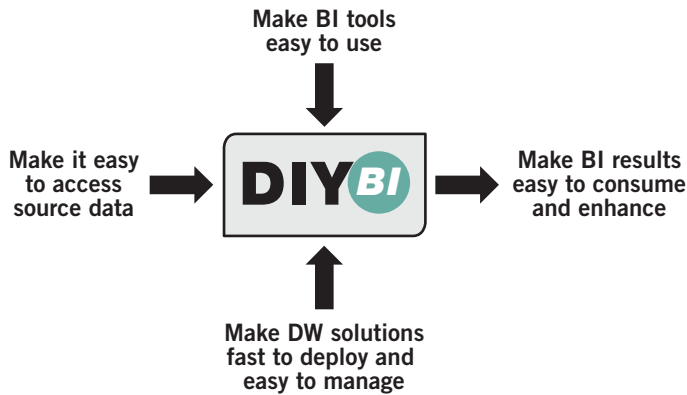 Make BI tools
easy to use
Make it easy
to access
source data
DIY BI
Make BI results
easy to consume
and enhance
Make DW solutions
fast to deploy and
easy to manage